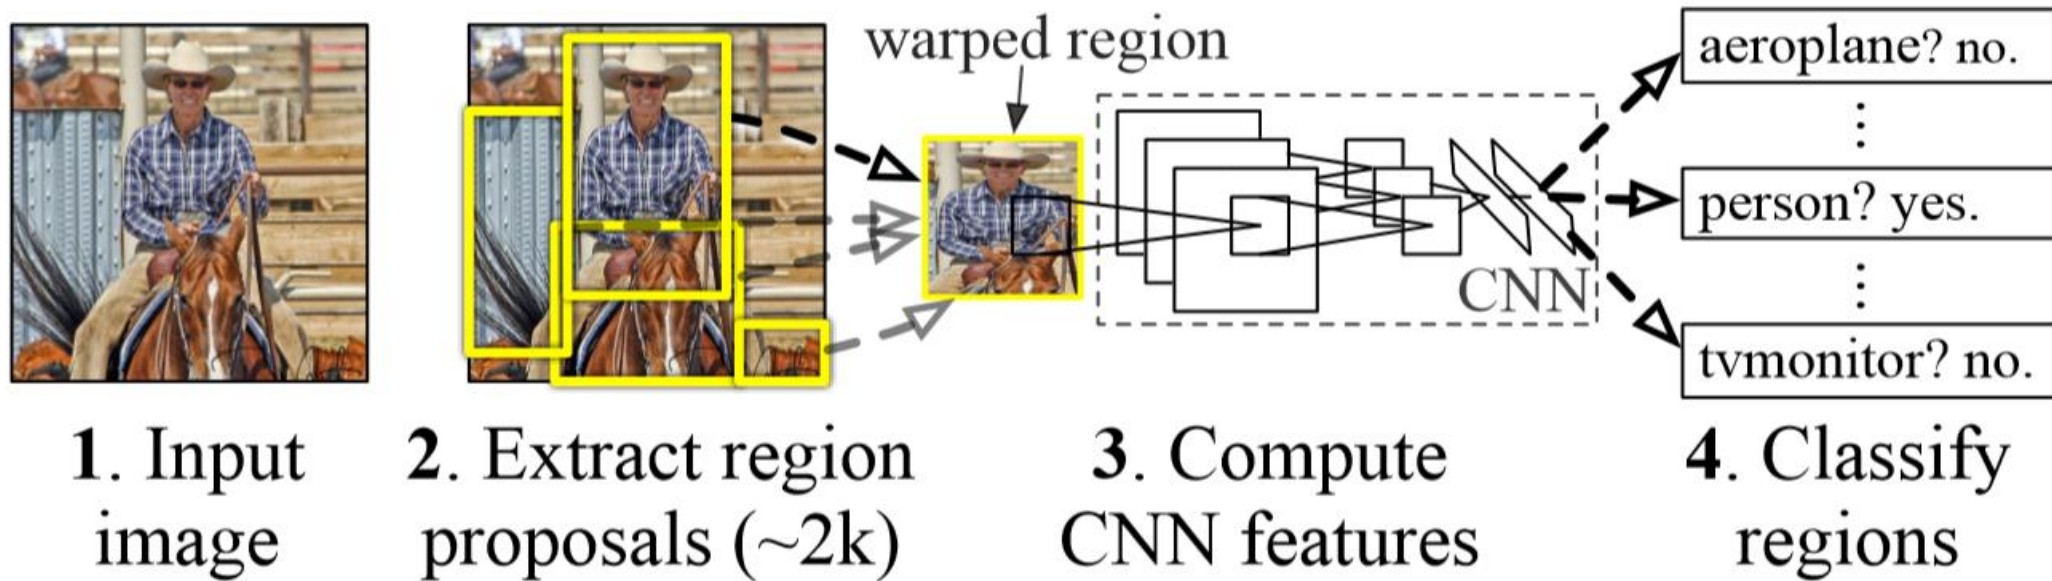 warped region
aeroplane? no.
person? yes.
CNN
tvmonitor? no.
1. Input
image
2. Extract region
proposals (~2k)
3. Compute
CNN features
4. Classify
regions